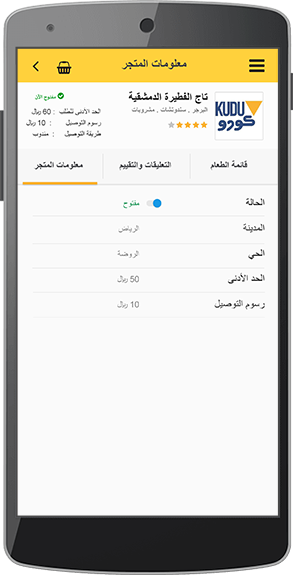 معلومات المتجر
تاج الفطيرة الدمشقية
البرجر , سندوتشات , مشروبات
KUDU
كودو
مفتوح الآن
الحد الأدنى للطلب : 60 ريال
رسوم التوصيل : 10 ريال
طريقة التوصيل : مندوب
قائمة الطعام
التعليقات والتقييم
معلومات المتجر
الحالة مفتوح
المدينة الرياض
الحي الروضة
الحد الأدنى 50 ريال
رسوم التوصيل 10 ريال